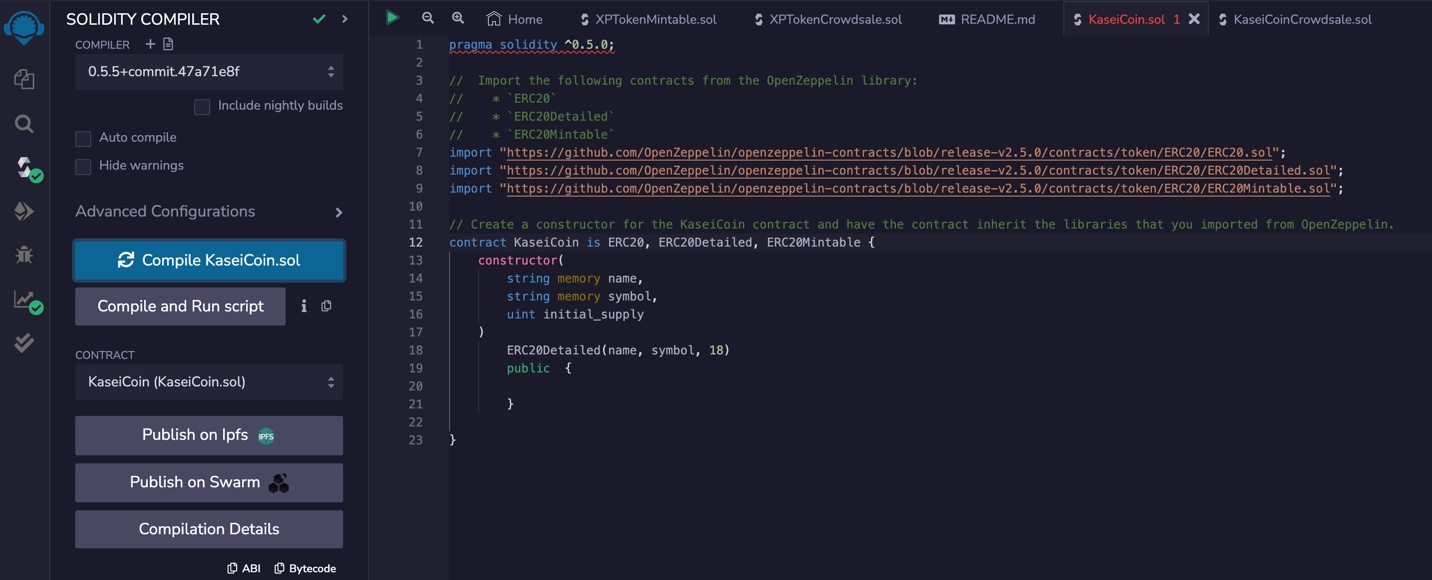 SOLIDITY COMPILER
COMPILER +
0.5.5+commit.47a71e8f
Include nightly builds
Auto compile
Hide warnings
Advanced Configurations
Compile KaseiCoin.sol
Compile and Run script
CONTRACT
KaseiCoin (KaseiCoin.sol)
Publish on Ipfs IPFS
Publish on Swarm
Compilation Details
ABI Bytecode
Home XPTokenMintable.sol XPTokenCrowdsale.sol README.md KaseiCoin.sol 1 KaseiCoinCrowdsale.sol
1 pragma solidity ^0.5.0;
2
3 //  Import the following contracts from the OpenZeppelin library:
4 //    * `ERC20`
5 //    * `ERC20Detailed`
6 //    * `ERC20Mintable`
7 import "https://github.com/OpenZeppelin/openzeppelin-contracts/blob/release-v2.5.0/contracts/token/ERC20/ERC20.sol";
8 import "https://github.com/OpenZeppelin/openzeppelin-contracts/blob/release-v2.5.0/contracts/token/ERC20/ERC20Detailed.sol";
9 import "https://github.com/OpenZeppelin/openzeppelin-contracts/blob/release-v2.5.0/contracts/token/ERC20/ERC20Mintable.sol";
10
11 // Create a constructor for the KaseiCoin contract and have the contract inherit the libraries that you imported from OpenZeppelin.
12 contract KaseiCoin is ERC20, ERC20Detailed, ERC20Mintable {
13     constructor(
14         string memory name,
15         string memory symbol,
16         uint initial_supply
17     )
18         ERC20Detailed(name, symbol, 18)
19         public  {
20
21         }
22
23 }